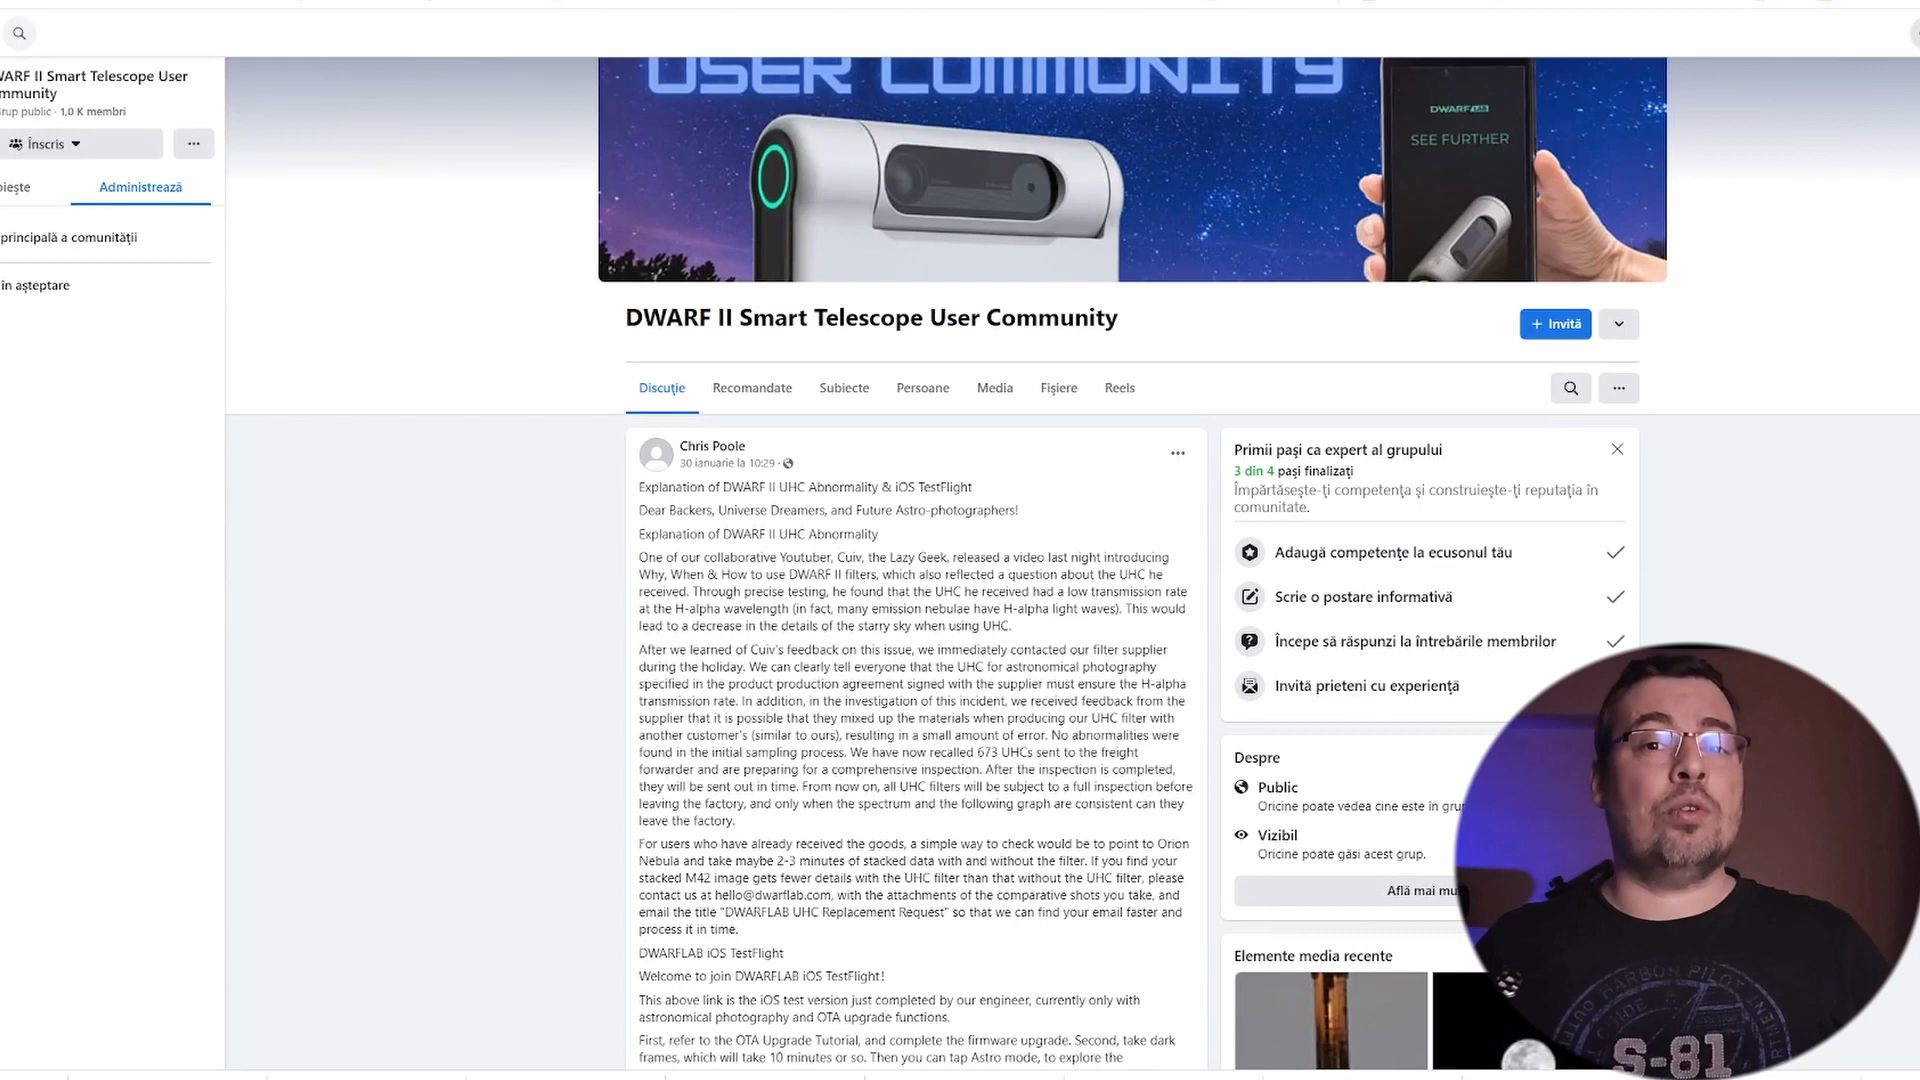 WARF II Smart Telescope User
mmunity
rup public · 1,0 K membri
Înscris
oiește
Administrează
principală a comunității
în așteptare
USER COMMUNITY
DWARFLAB
SEE FURTHER
DWARF II Smart Telescope User Community
+ Invită
Discuție Recomandate Subiecte Persoane Media Fișiere Reels
Chris Poole
30 ianuarie la 10:29 ·
Explanation of DWARF II UHC Abnormality & iOS TestFlight
Dear Backers, Universe Dreamers, and Future Astro-photographers!
Explanation of DWARF II UHC Abnormality
One of our collaborative Youtuber, Cuiv, the Lazy Geek, released a video last night introducing
Why, When & How to use DWARF II filters, which also reflected a question about the UHC he
received. Through precise testing, he found that the UHC he received had a low transmission rate
at the H-alpha wavelength (in fact, many emission nebulae have H-alpha light waves). This would
lead to a decrease in the details of the starry sky when using UHC.
After we learned of Cuiv's feedback on this issue, we immediately contacted our filter supplier
during the holiday. We can clearly tell everyone that the UHC for astronomical photography
specified in the product production agreement signed with the supplier must ensure the H-alpha
transmission rate. In addition, in the investigation of this incident, we received feedback from the
supplier that it is possible that they mixed up the materials when producing our UHC filter with
another customer's (similar to ours), resulting in a small amount of error. No abnormalities were
found in the initial sampling process. We have now recalled 673 UHCs sent to the freight
forwarder and are preparing for a comprehensive inspection. After the inspection is completed,
they will be sent out in time. From now on, all UHC filters will be subject to a full inspection before
leaving the factory, and only when the spectrum and the following graph are consistent can they
leave the factory.
For users who have already received the goods, a simple way to check would be to point to Orion
Nebula and take maybe 2-3 minutes of stacked data with and without the filter. If you find your
stacked M42 image gets fewer details with the UHC filter than that without the UHC filter, please
contact us at hello@dwarflab.com, with the attachments of the comparative shots you take, and
email the title "DWARFLAB UHC Replacement Request" so that we can find your email faster and
process it in time.
DWARFLAB iOS TestFlight
Welcome to join DWARFLAB iOS TestFlight!
This above link is the iOS test version just completed by our engineer, currently only with
astronomical photography and OTA upgrade functions.
First, refer to the OTA Upgrade Tutorial, and complete the firmware upgrade. Second, take dark
frames, which will take 10 minutes or so. Then you can tap Astro mode, to explore the
Primii pași ca expert al grupului
3 din 4 pași finalizați
Împărtășește-ți competența și construiește-ți reputația în
comunitate.
Adaugă competențe la ecusonul tău
Scrie o postare informativă
Începe să răspunzi la întrebările membrilor
Invită prieteni cu experiență
Despre
Public
Oricine poate vedea cine este în gru
Vizibil
Oricine poate găsi acest grup.
Află mai mu
Elemente media recente
S-81